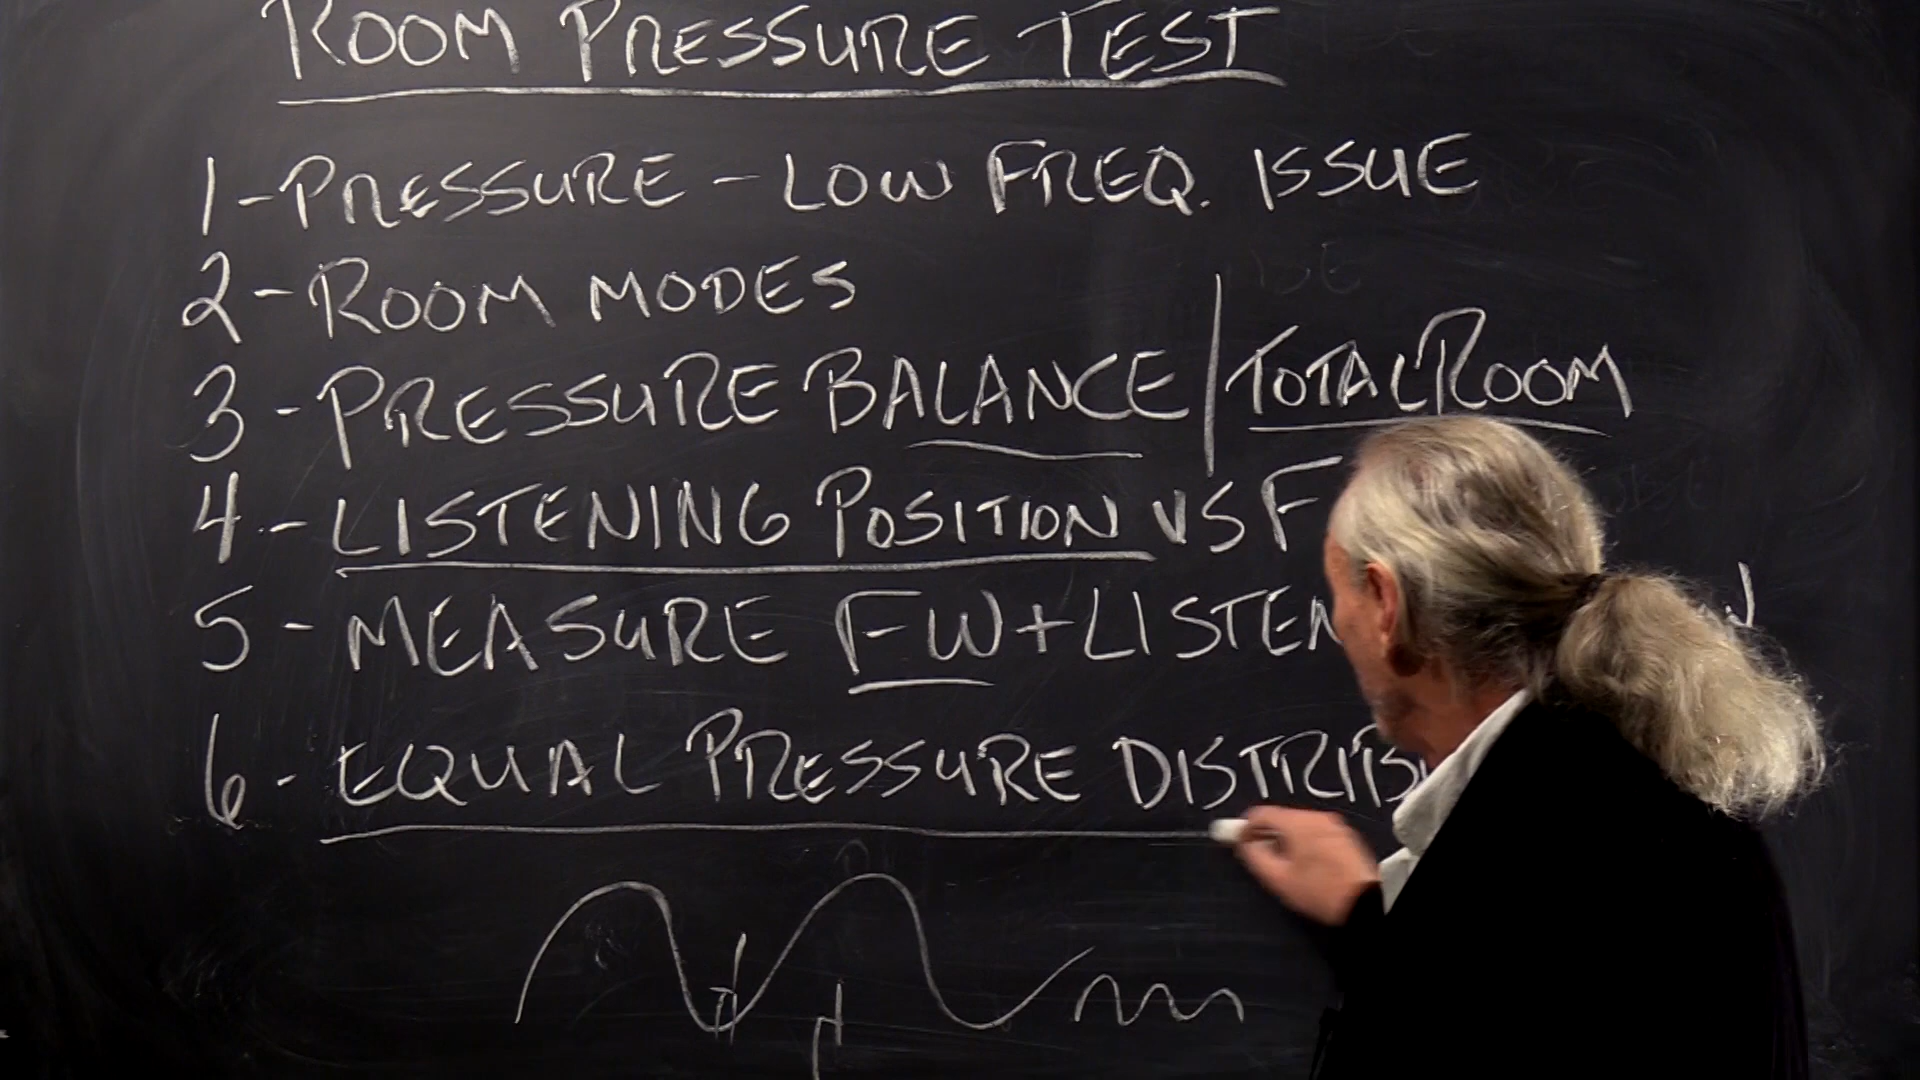 ROOM PRESSURE TEST
1 - PRESSURE - LOW FREQ. ISSUE
2 - ROOM MODES
3 - PRESSURE BALANCE / TOTAL ROOM
4 - LISTENING POSITION VS F
5 - MEASURE FW + LISTEN
6 - EQUAL PRESSURE DISTRIB